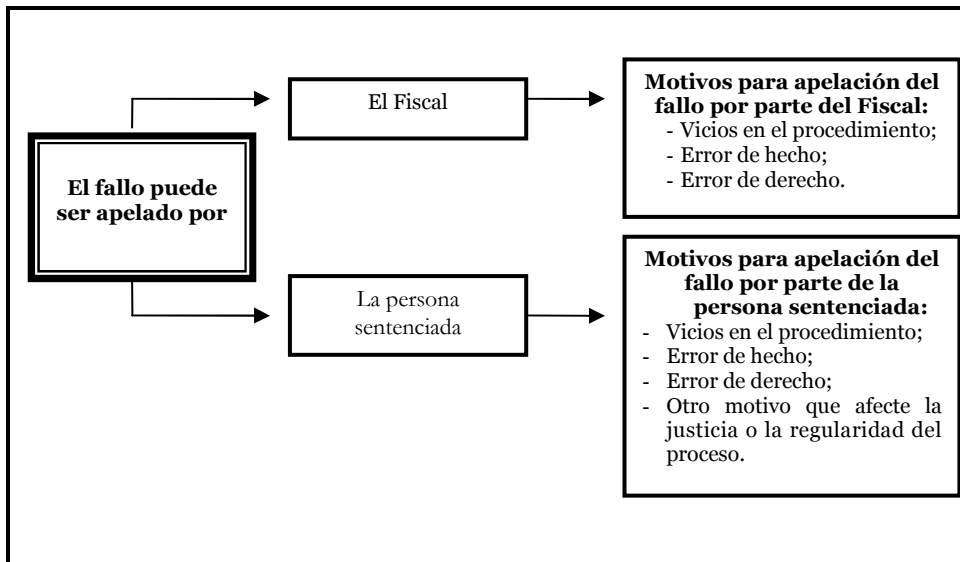 El fallo puede
ser apelado por
El Fiscal
Motivos para apelación del
fallo por parte del Fiscal:
- Vicios en el procedimiento;
- Error de hecho;
- Error de derecho.
La persona
sentenciada
Motivos para apelación del
fallo por parte de la
persona sentenciada:
- Vicios en el procedimiento;
- Error de hecho;
- Error de derecho;
- Otro motivo que afecte la
justicia o la regularidad del
proceso.